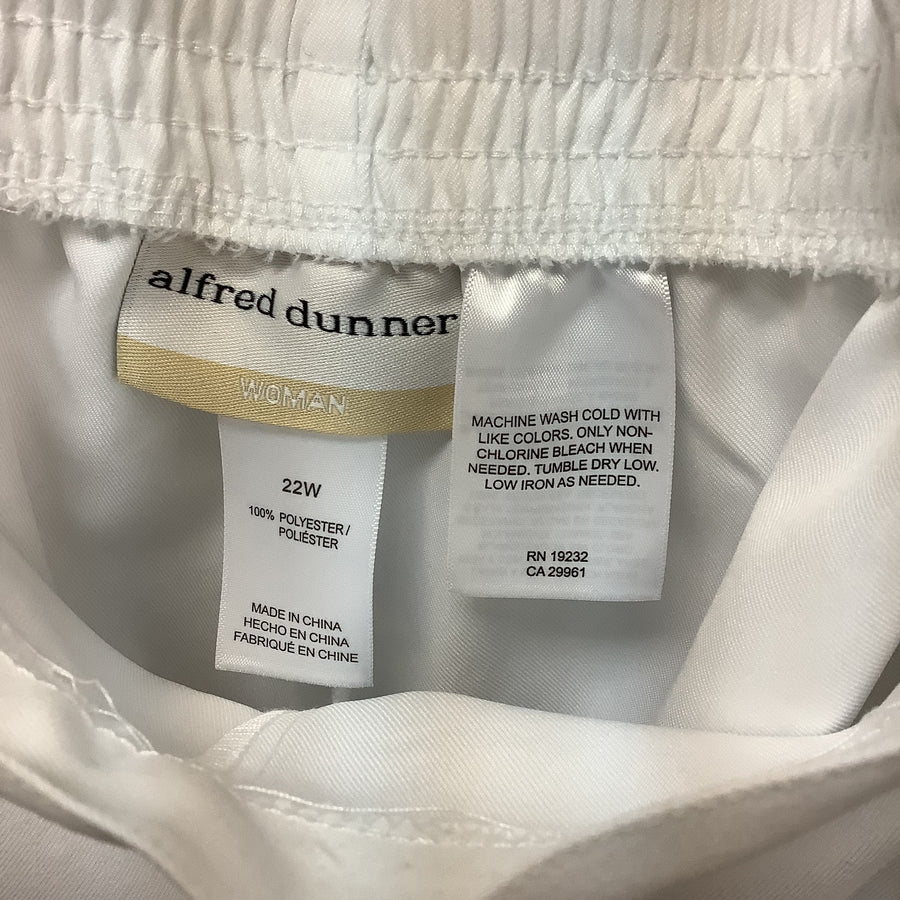 alfred dunner
WOMAN
22W
100% POLYESTER /
POLIÉSTER
MADE IN CHINA
HECHO EN CHINA
FABRIQUÉ EN CHINE
MACHINE WASH COLD WITH
LIKE COLORS. ONLY NON-
CHLORINE BLEACH WHEN
NEEDED. TUMBLE DRY LOW.
LOW IRON AS NEEDED.
RN 19232
CA 29961